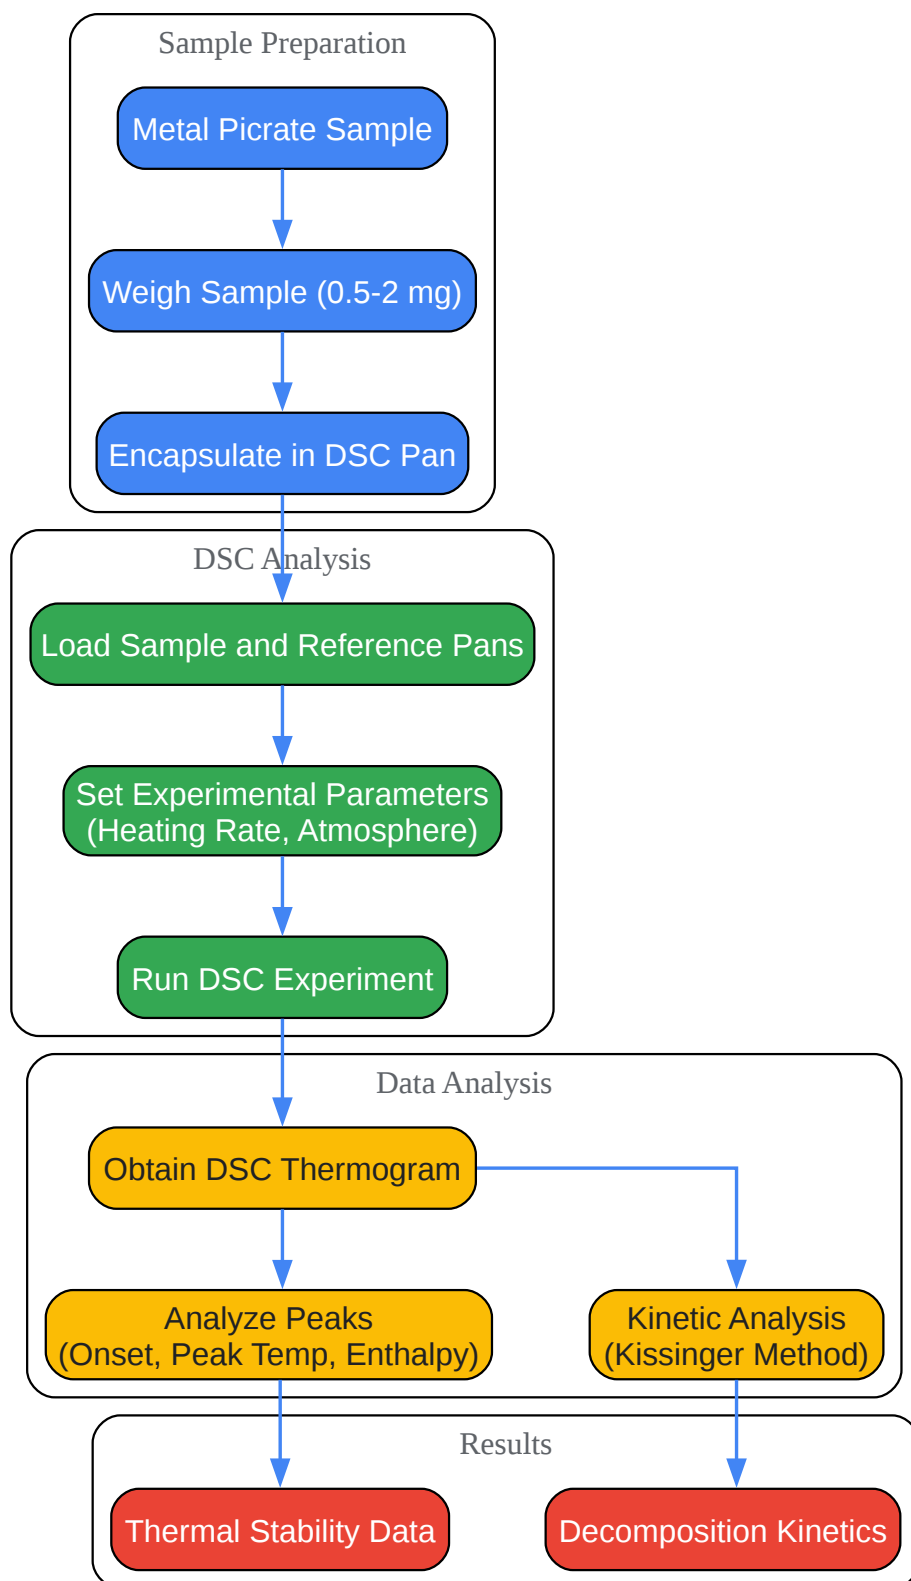 Sample Preparation
Metal Picrate Sample
Weigh Sample (0.5-2 mg)
Encapsulate in DSC Pan
DSC Analysis
Load Sample and Reference Pans
Set Experimental Parameters
(Heating Rate, Atmosphere)
Run DSC Experiment
Data Analysis
Obtain DSC Thermogram
Analyze Peaks
(Onset, Peak Temp, Enthalpy)
Kinetic Analysis
(Kissinger Method)
Results
Thermal Stability Data
Decomposition Kinetics